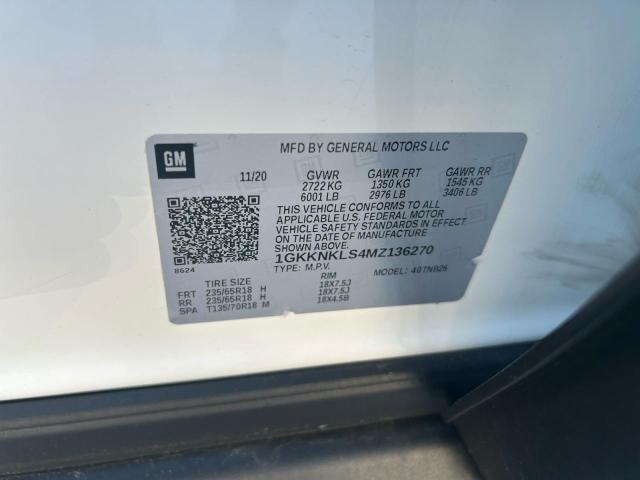 GM
MFD BY GENERAL MOTORS LLC
11/20 GVWR GAWR FRT GAWR RR
2722 KG 1350 KG 1545 KG
6001 LB 2976 LB 3406 LB
THIS VEHICLE CONFORMS TO ALL
APPLICABLE U.S. FEDERAL MOTOR
VEHICLE SAFETY STANDARDS IN EFFECT
ON THE DATE OF MANUFACTURE
SHOWN ABOVE. 1GKKNKLS4MZ136270
8624 TYPE: M.P.V. MODEL: 4OTNB26
TIRE SIZE RIM
FRT 235/65R18 H 18X7.5J
RR 235/65R18 H 18X7.5J
SPA T135/70R18 M 18X4.5B